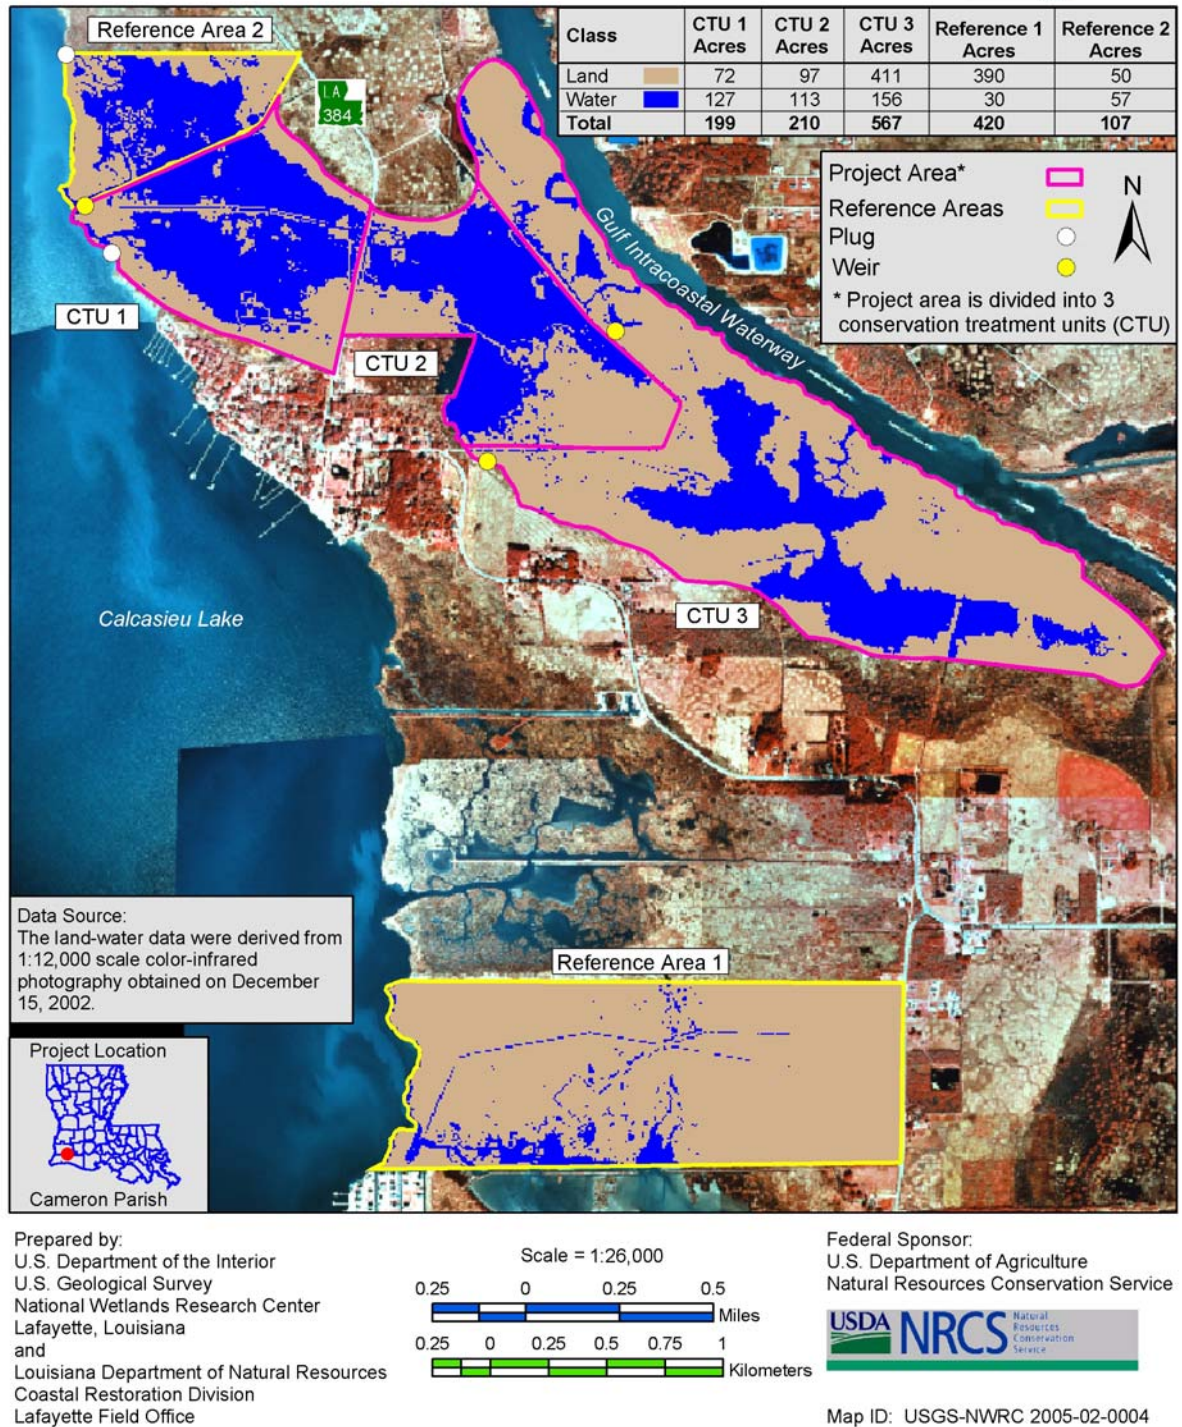 Reference Area 2
LA
384
Class CTU 1 Acres CTU 2 Acres CTU 3 Acres Reference 1 Acres Reference 2 Acres
Land 72 97 411 390 50
Water 127 113 156 30 57
Total 199 210 567 420 107
Project Area*
Reference Areas
Plug
Weir
* Project area is divided into 3
conservation treatment units (CTU)
N
Gulf Intracoastal Waterway
CTU 1
CTU 2
CTU 3
Calcasieu Lake
Reference Area 1
Data Source:
The land-water data were derived from
1:12,000 scale color-infrared
photography obtained on December
15, 2002.
Project Location
Cameron Parish
Prepared by:
U.S. Department of the Interior
U.S. Geological Survey
National Wetlands Research Center
Lafayette, Louisiana
and
Louisiana Department of Natural Resources
Coastal Restoration Division
Lafayette Field Office
Scale = 1:26,000
0.25 0 0.25 0.5
Miles
0.25 0 0.25 0.5 0.75 1
Kilometers
Federal Sponsor:
U.S. Department of Agriculture
Natural Resources Conservation Service
USDA NRCS
Natural
Resources
Conservation
Service
Map ID: USGS-NWRC 2005-02-0004